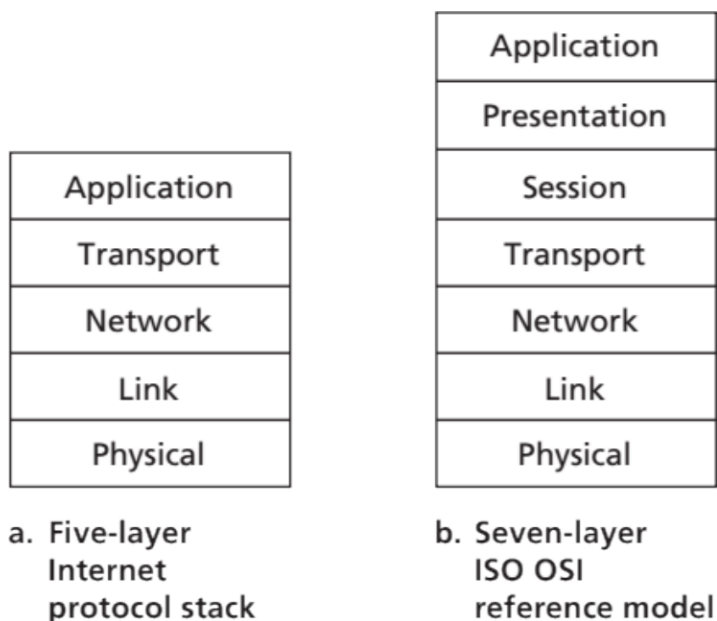 Application
Transport
Network
Link
Physical
a. Five-layer
Internet
protocol stack
Application
Presentation
Session
Transport
Network
Link
Physical
b. Seven-layer
ISO OSI
reference model